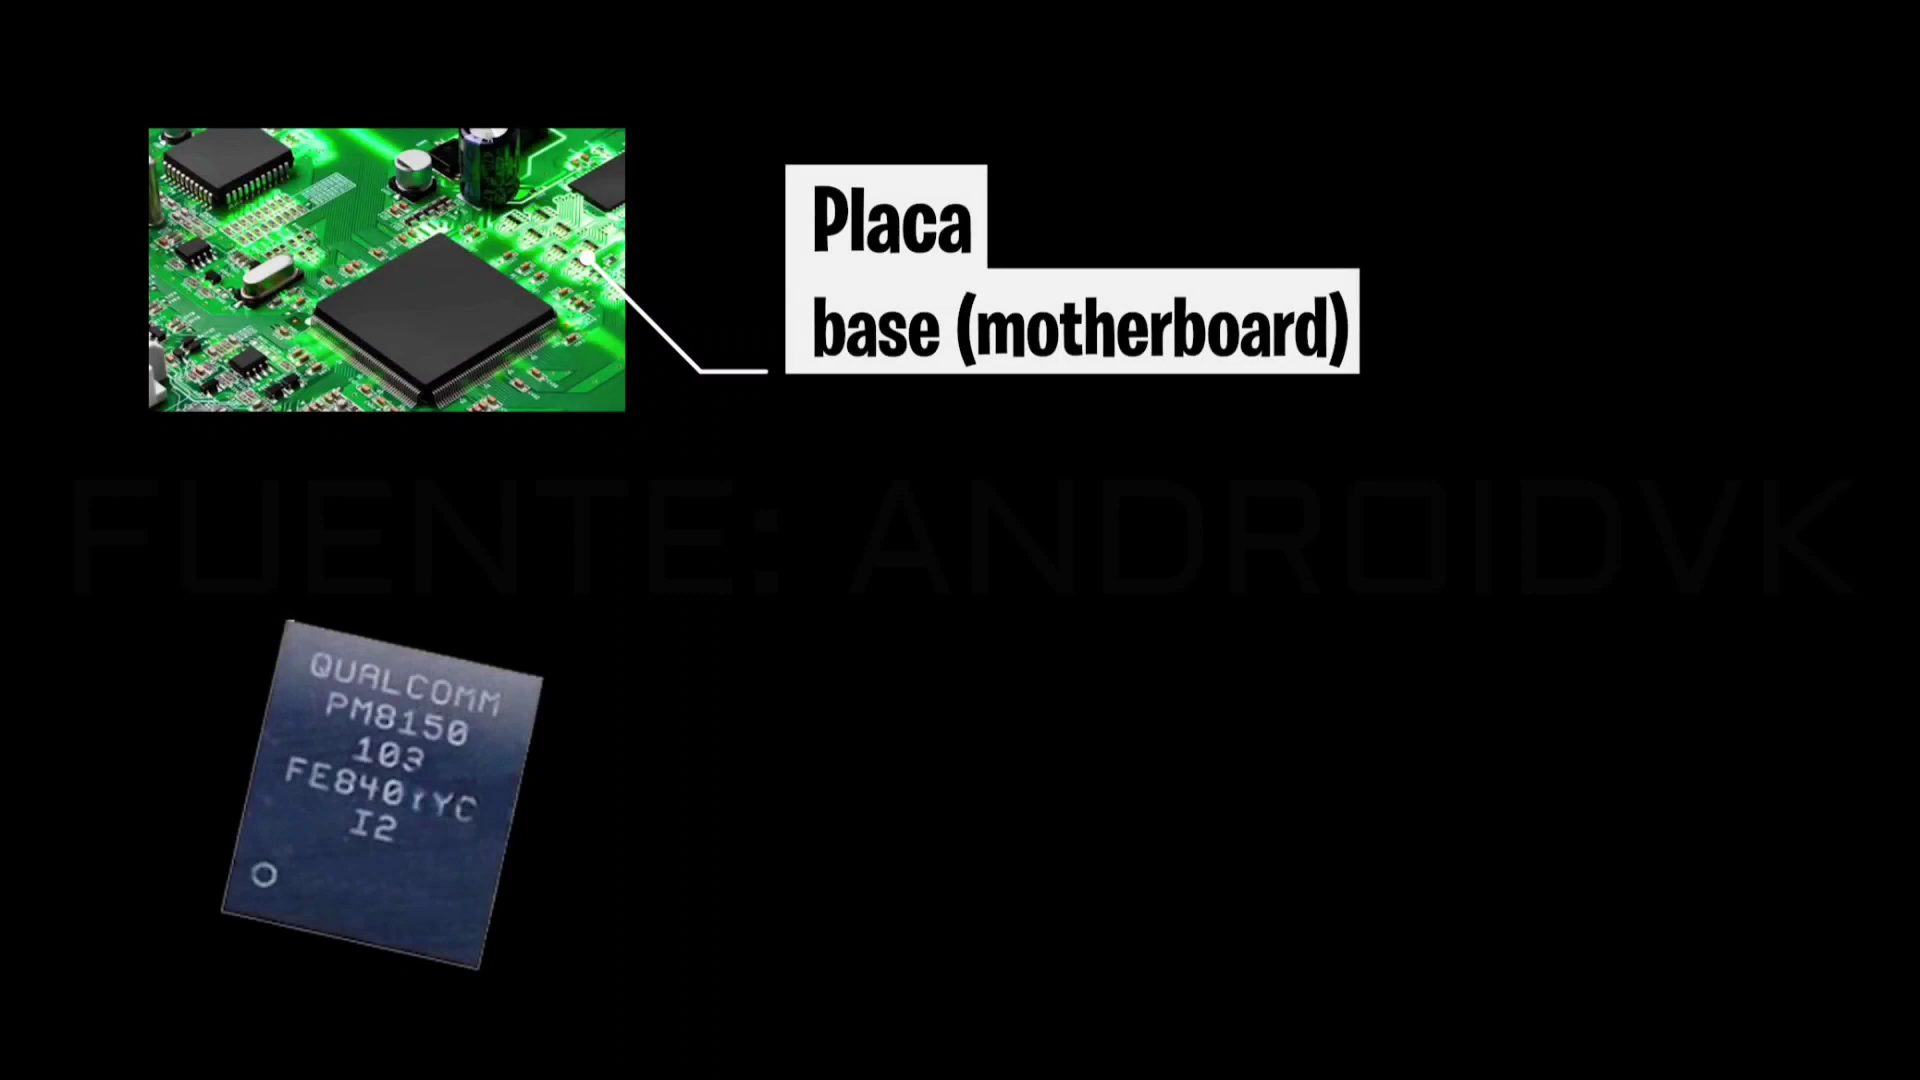 Placa
base (motherboard)
FUENTE: ANDROIDVK
QUALCOMM
PM8150
103
I2